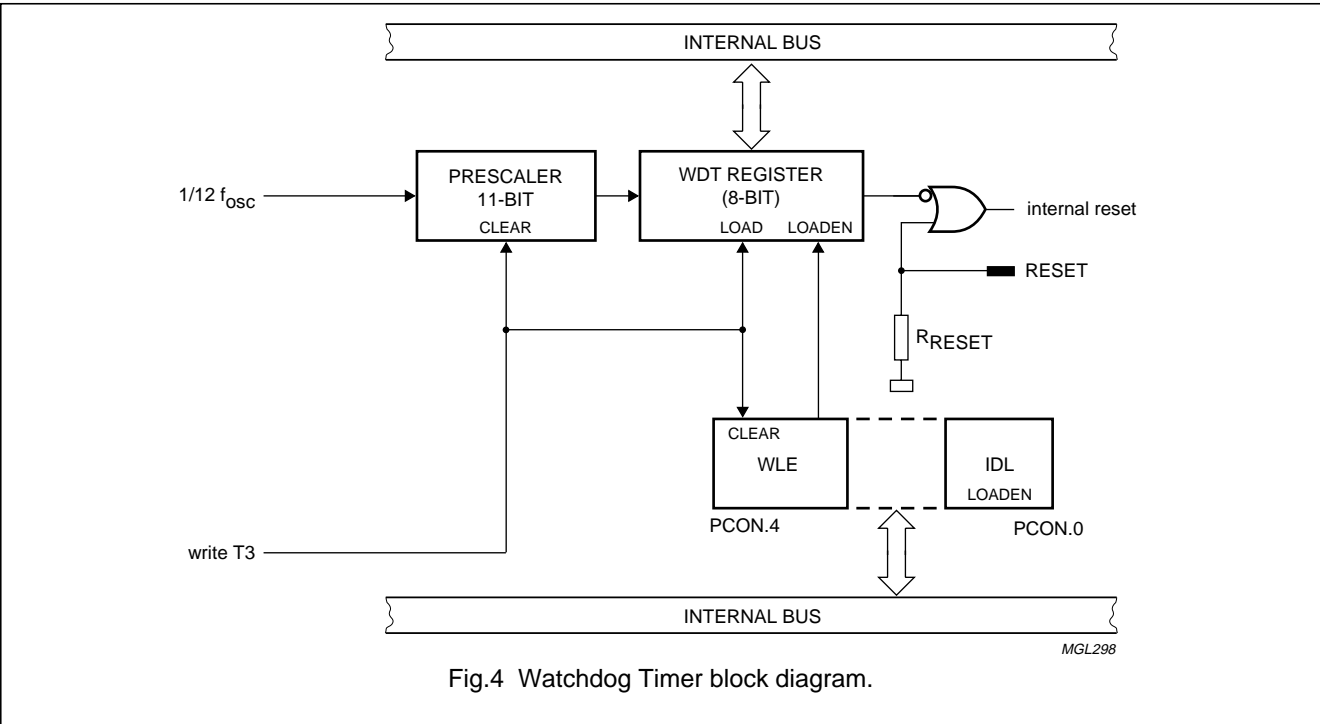 INTERNAL BUS
PRESCALER
11-BIT
CLEAR
WDT REGISTER
(8-BIT)
LOAD LOADEN
1/12 fosc
internal reset
RESET
RRESET
CLEAR
WLE
IDL
LOADEN
PCON.4
PCON.0
write T3
INTERNAL BUS
MGL298
Fig.4 Watchdog Timer block diagram.